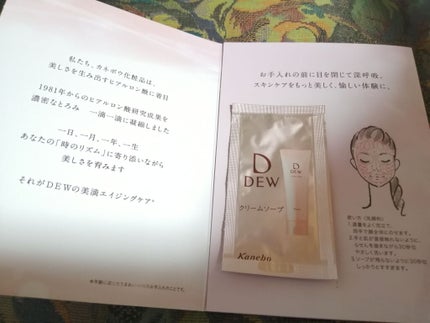 私たち、カネボウ化粧品は、
美しさを生み出すヒアルロン酸に着目
1981年からのヒアルロン酸研究成果を
濃密なとろみ 一滴一滴に凝縮しました
一日、一月、一年、一生
あなたの「時のリズム」に寄り添いながら
美しさを育みます
それがDEWの美滴エイジングケア*
お手入れの前に目を閉じて深呼吸。
スキンケアをもっと美しく、愉しい体験に。
D
DEW
クリームソープ
Kanebo
D
DEW
使い方（洗顔料）